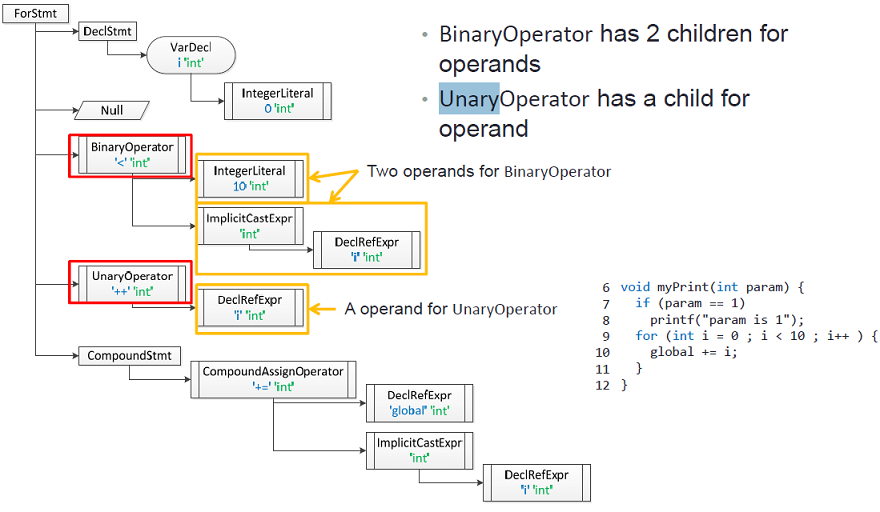 ForStmt
DeclStmt
VarDecl
i 'int'
IntegerLiteral
0 'int'
Null
BinaryOperator
'<' 'int'
IntegerLiteral
10 'int'
ImplicitCastExpr
'int'
DeclRefExpr
'i' 'int'
UnaryOperator
'++' 'int'
DeclRefExpr
'i' 'int'
CompoundStmt
CompoundAssignOperator
'+=' 'int'
DeclRefExpr
'global' 'int'
ImplicitCastExpr
'int'
DeclRefExpr
'i' 'int'
• BinaryOperator has 2 children for
operands
• UnaryOperator has a child for
operand
Two operands for BinaryOperator
A operand for UnaryOperator
6 void myPrint(int param) {
7   if (param == 1)
8     printf("param is 1");
9   for (int i = 0 ; i < 10 ; i++ ) {
10     global += i;
11   }
12 }